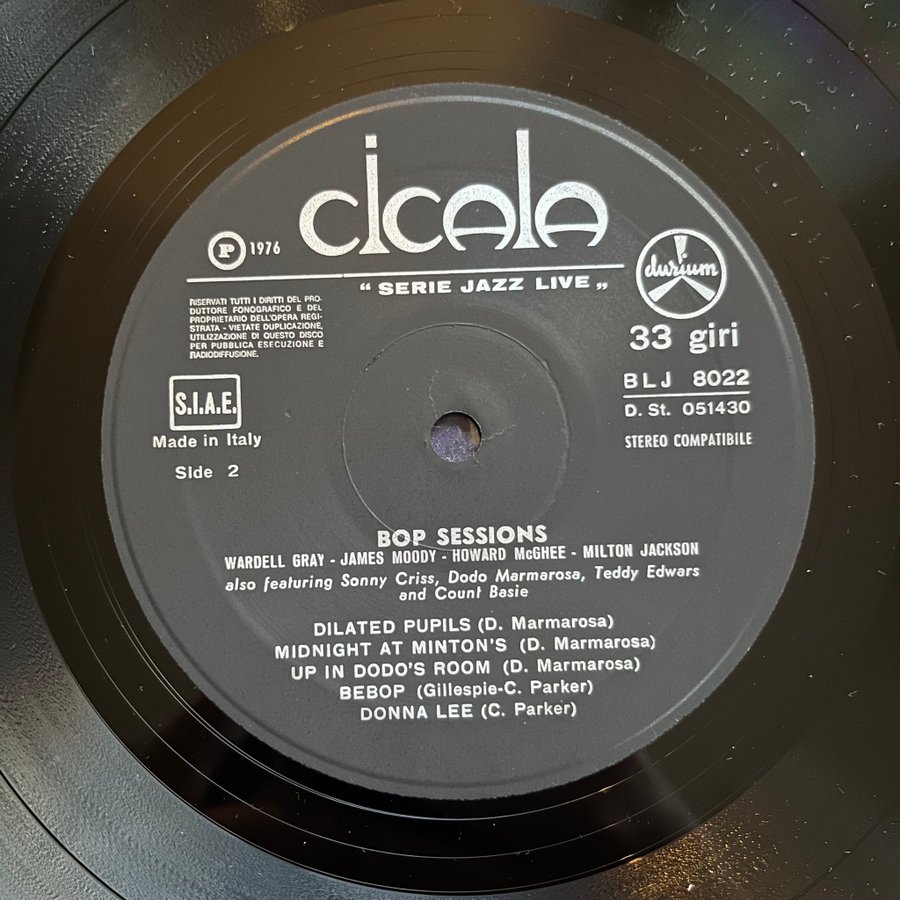 cicala
P 1976
" SERIE JAZZ LIVE "
durium
RISERVATI TUTTI I DIRITTI DEL PRO-
DUTTORE FONOGRAFICO E DEL
PROPRIETARIO DELL'OPERA REGI-
STRATA - VIETATE DUPLICAZIONE,
UTILIZZAZIONE DI QUESTO DISCO
PER PUBBLICA ESECUZIONE E
RADIODIFFUSIONE.
33 giri
BLJ 8022
D. St. 051430
STEREO COMPATIBILE
S.I.A.E.
Made in Italy
Side 2
BOP SESSIONS
WARDELL GRAY - JAMES MOODY - HOWARD McGHEE - MILTON JACKSON
also featuring Sonny Criss, Dodo Marmarosa, Teddy Edwars
and Count Basie
DILATED PUPILS (D. Marmarosa)
MIDNIGHT AT MINTON'S (D. Marmarosa)
UP IN DODO'S ROOM (D. Marmarosa)
BEBOP (Gillespie-C. Parker)
DONNA LEE (C. Parker)